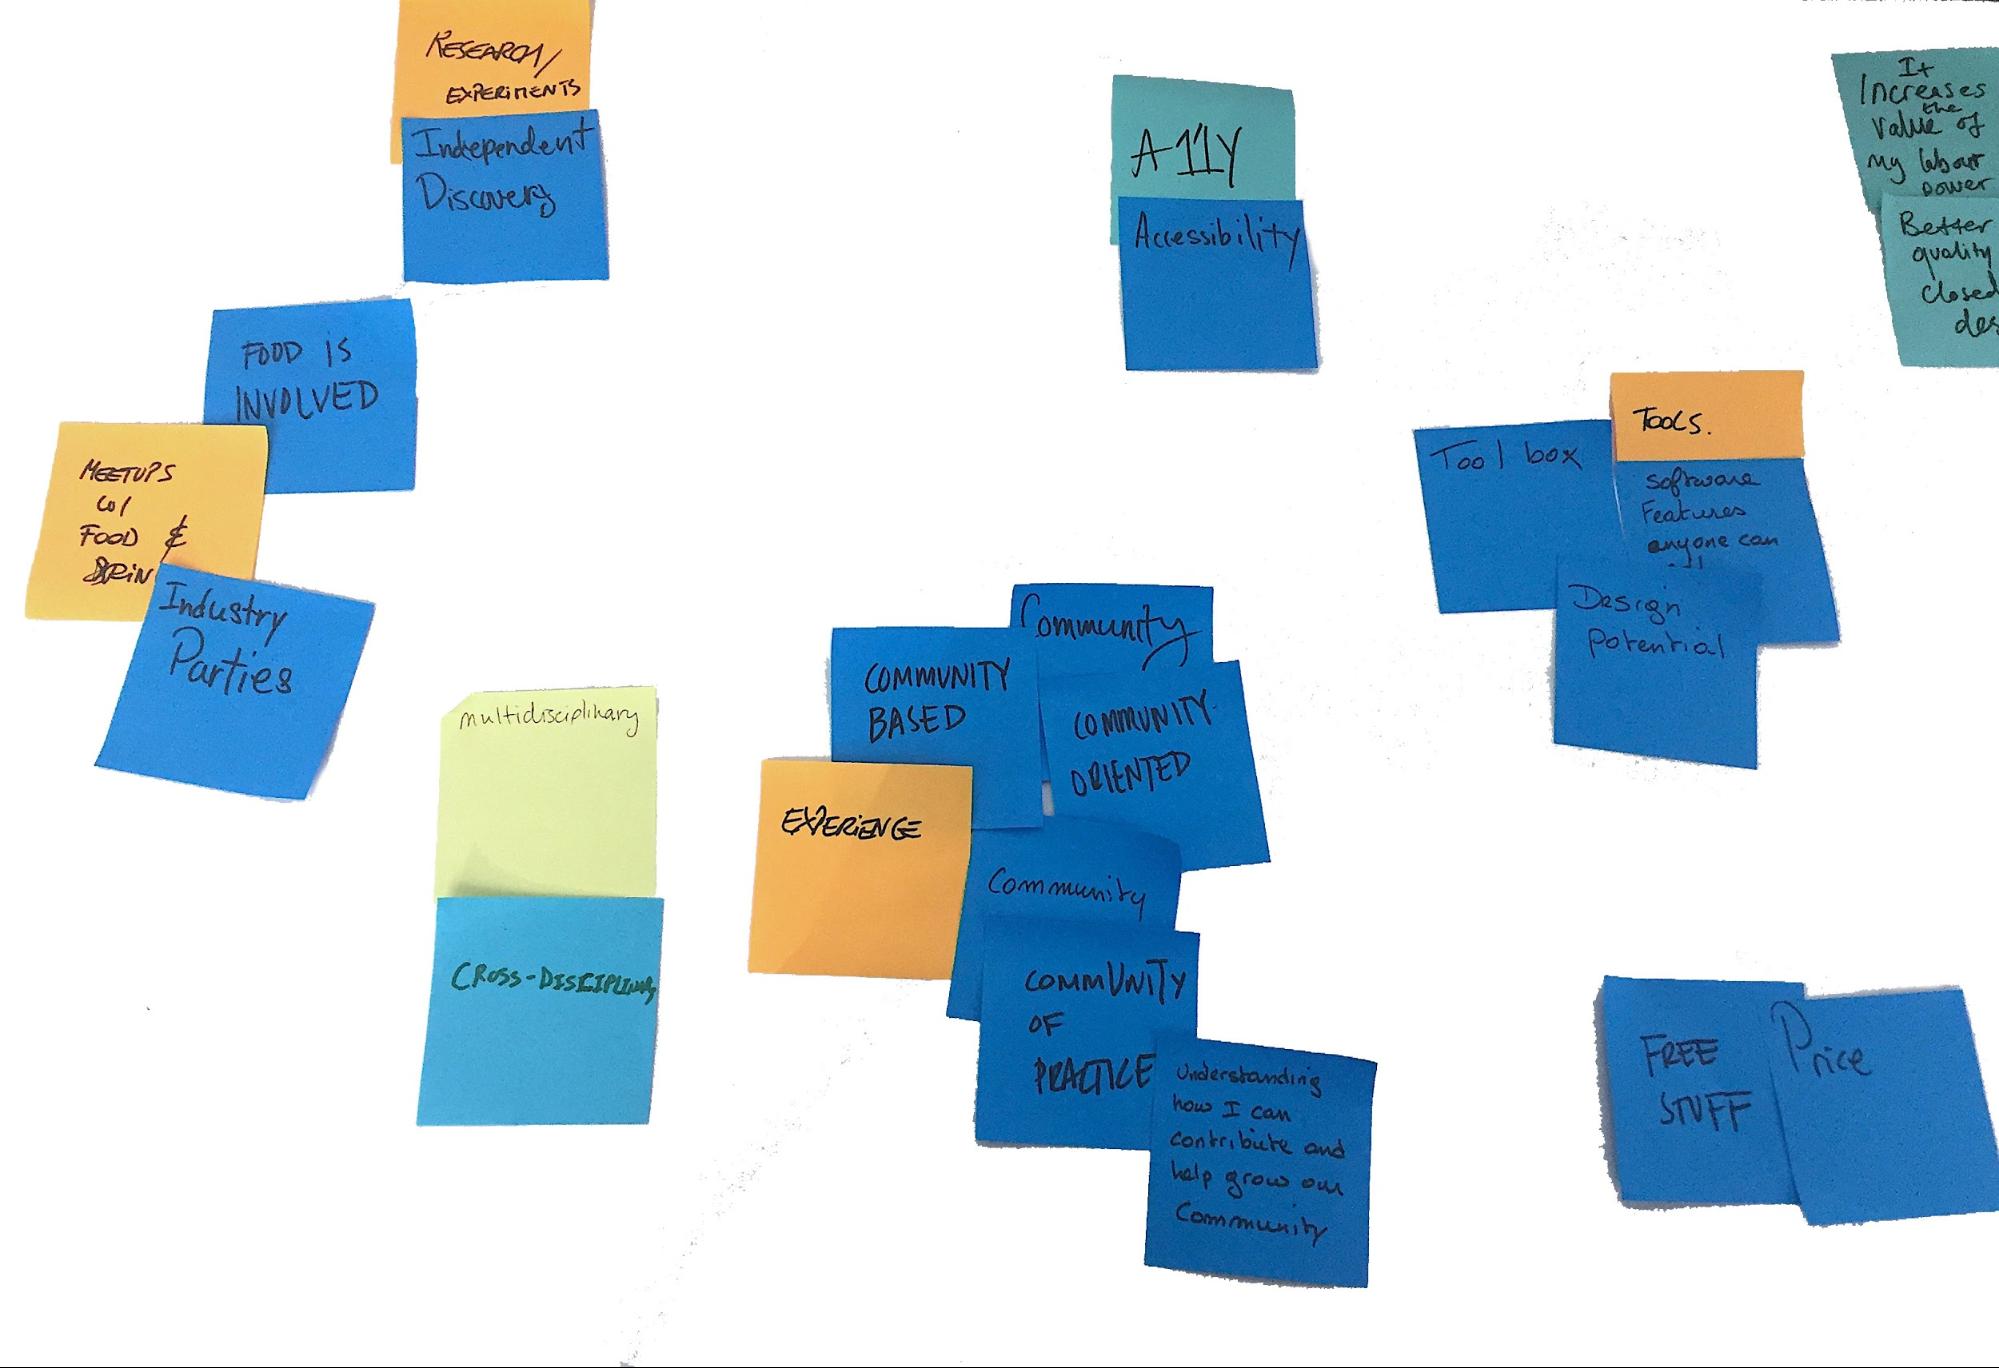 RESEARCH/
EXPERIMENTS
Independent
Discovery
FOOD IS
INVOLVED
MEETUPS
W/
FOOD &
DRIN
Industry
Parties
multidisciplinary
CROSS-DISCIPLINARY
A11Y
Accessibility
Community
COMMUNITY
BASED
COMMUNITY
ORIENTED
EXPERIENCE
Community
COMMUNITY
OF
PRACTICE
Understanding
how I can
contribute and
help grow our
Community
Tool box
TOOLS.
Software
Features
anyone can
Design
potential
It
Increases
the
Value of
my labour
power
Better
quality
closed
des
FREE
STUFF
Price